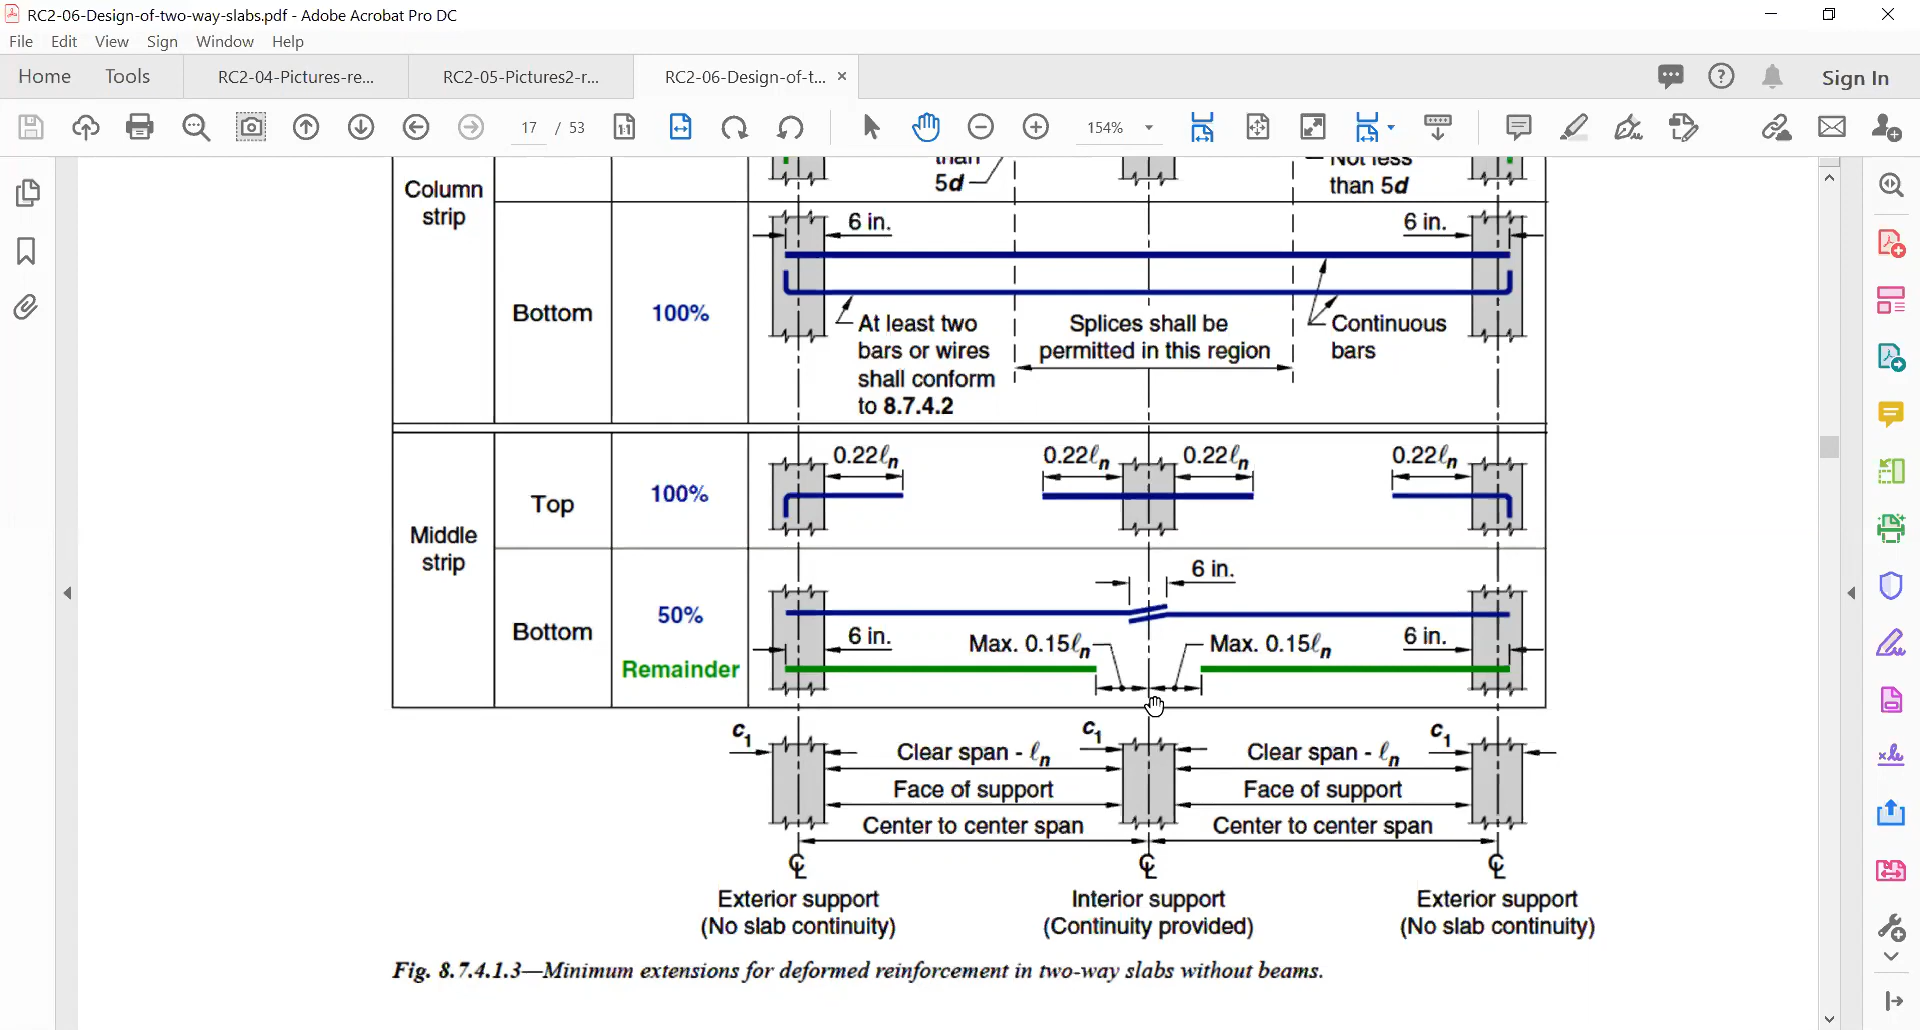 RC2-06-Design-of-two-way-slabs.pdf - Adobe Acrobat Pro DC
File Edit View Sign Window Help
Home Tools RC2-04-Pictures-re... RC2-05-Pictures2-r... RC2-06-Design-of-t... × Sign In
17 / 53 154%
than
5d
Not less
than 5d
Column
strip
6 in. 6 in.
Bottom 100%
At least two
bars or wires
shall conform
to 8.7.4.2
Splices shall be
permitted in this region
Continuous
bars
Middle
strip
Top 100%
0.22ℓn 0.22ℓn 0.22ℓn 0.22ℓn
Bottom 50%
Remainder
6 in.
6 in. Max. 0.15ℓn Max. 0.15ℓn 6 in.
c1 c1 c1
Clear span - ℓn Clear span - ℓn
Face of support Face of support
Center to center span Center to center span
℄ ℄ ℄
Exterior support
(No slab continuity)
Interior support
(Continuity provided)
Exterior support
(No slab continuity)
Fig. 8.7.4.1.3—Minimum extensions for deformed reinforcement in two-way slabs without beams.